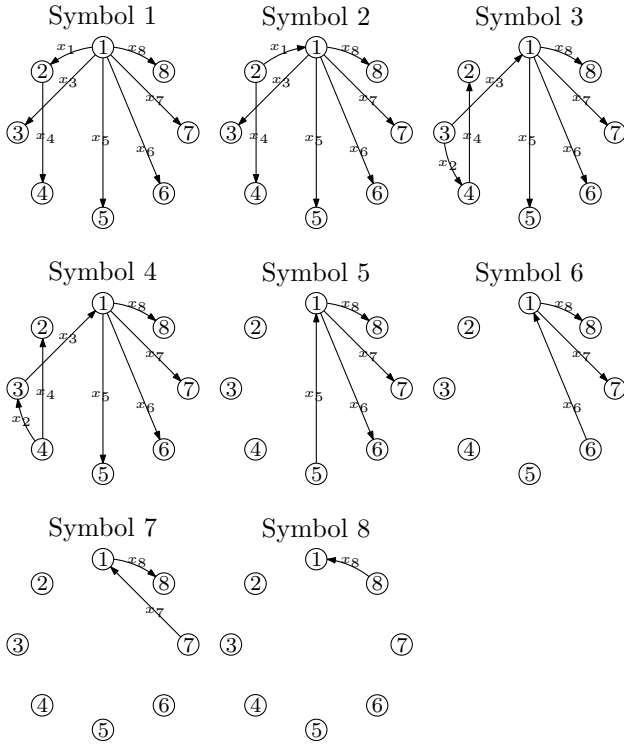 Symbol 1 Symbol 2 Symbol 3
1 1 1
x1 x8 x1 x8 x8
2 8 2 8 2 8
x3 x7 x3 x7 x3 x7
3 x4 x5 x6 7 3 x4 x5 x6 7 3 x4 x5 x6 7
x2
4 6 4 6 4 6
5 5 5
Symbol 4 Symbol 5 Symbol 6
1 1 1
x8 x8 x8
2 8 2 8 2 8
x3 x7 x7 x7
3 x4 x5 x6 7 3 x5 x6 7 3 x6 7
x2
4 6 4 6 4 6
5 5 5
Symbol 7 Symbol 8
1 1
x8 x8
2 8 2 8
x7
3 7 3 7
4 6 4 6
5 5